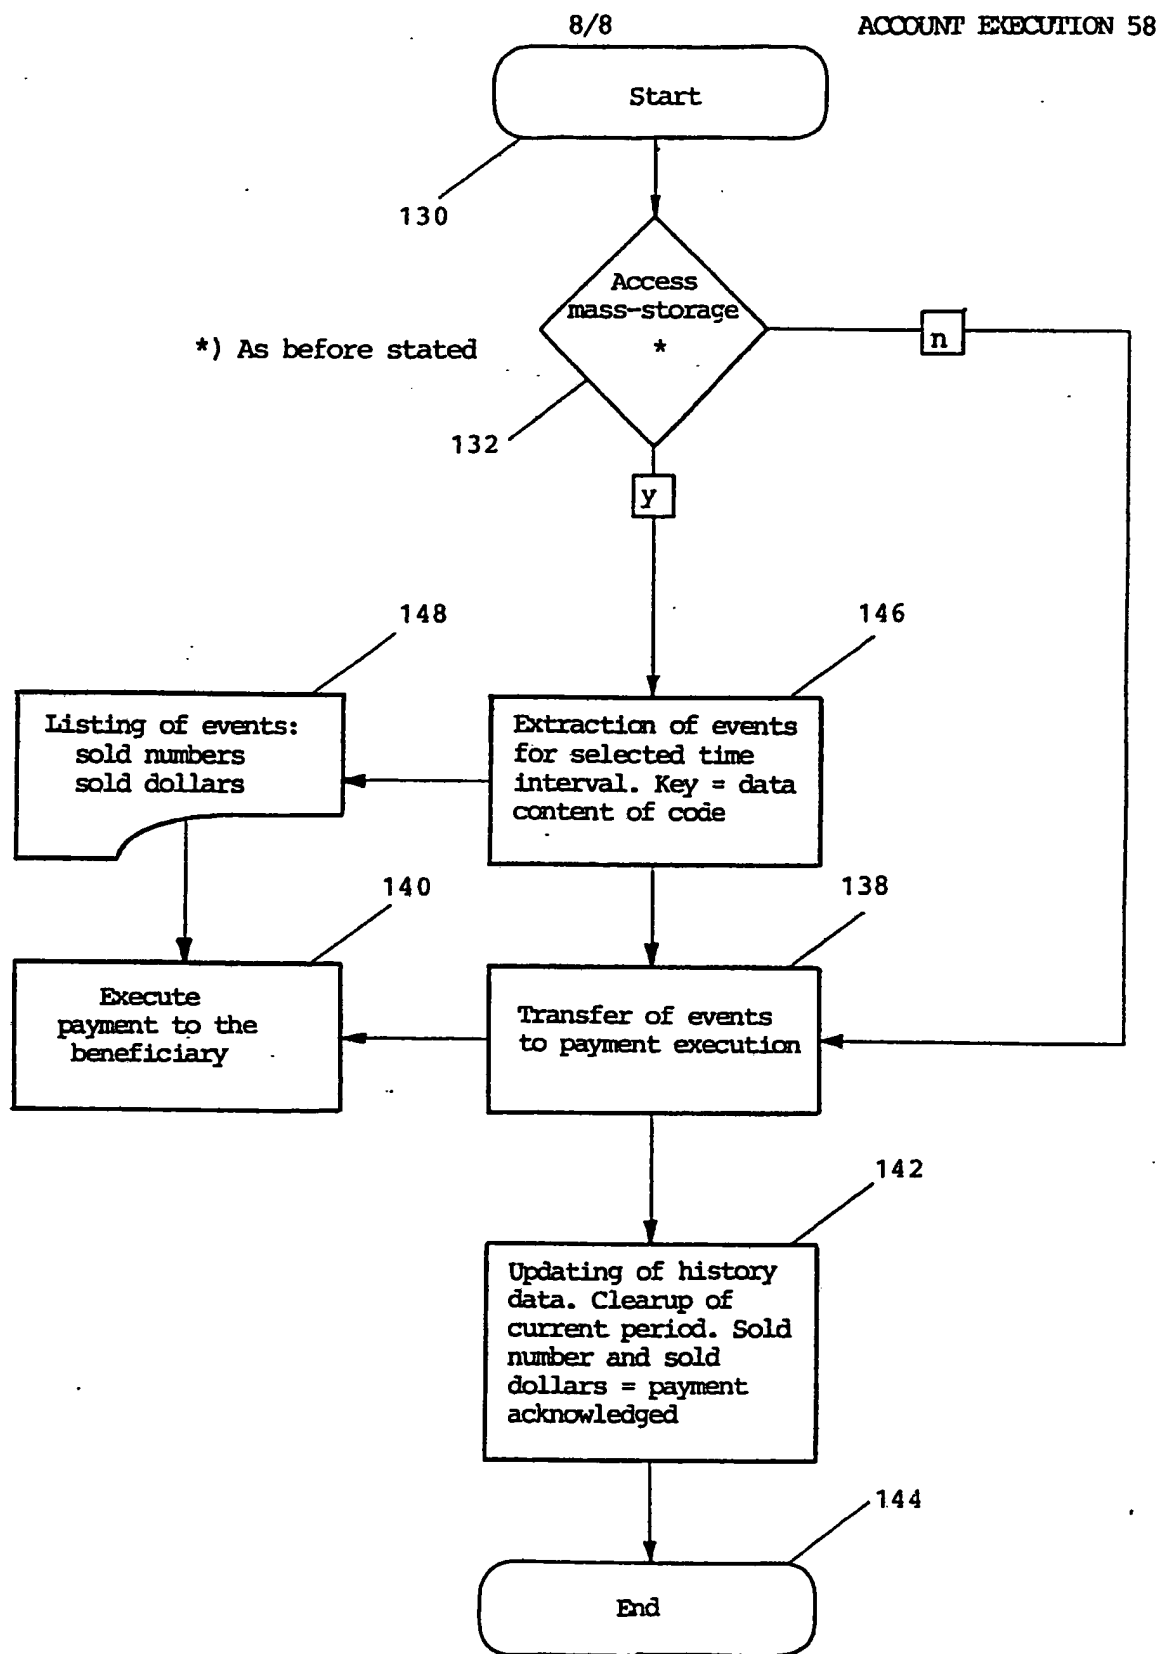 8/8
ACCOUNT EXECUTION 58
Start
130
Access
mass-storage
*
n
*) As before stated
132
y
148
146
Listing of events:
sold numbers
sold dollars
Extraction of events
for selected time
interval. Key = data
content of code
140
138
Execute
payment to the
beneficiary
Transfer of events
to payment execution
142
Updating of history
data. Clearup of
current period. Sold
number and sold
dollars = payment
acknowledged
144
End